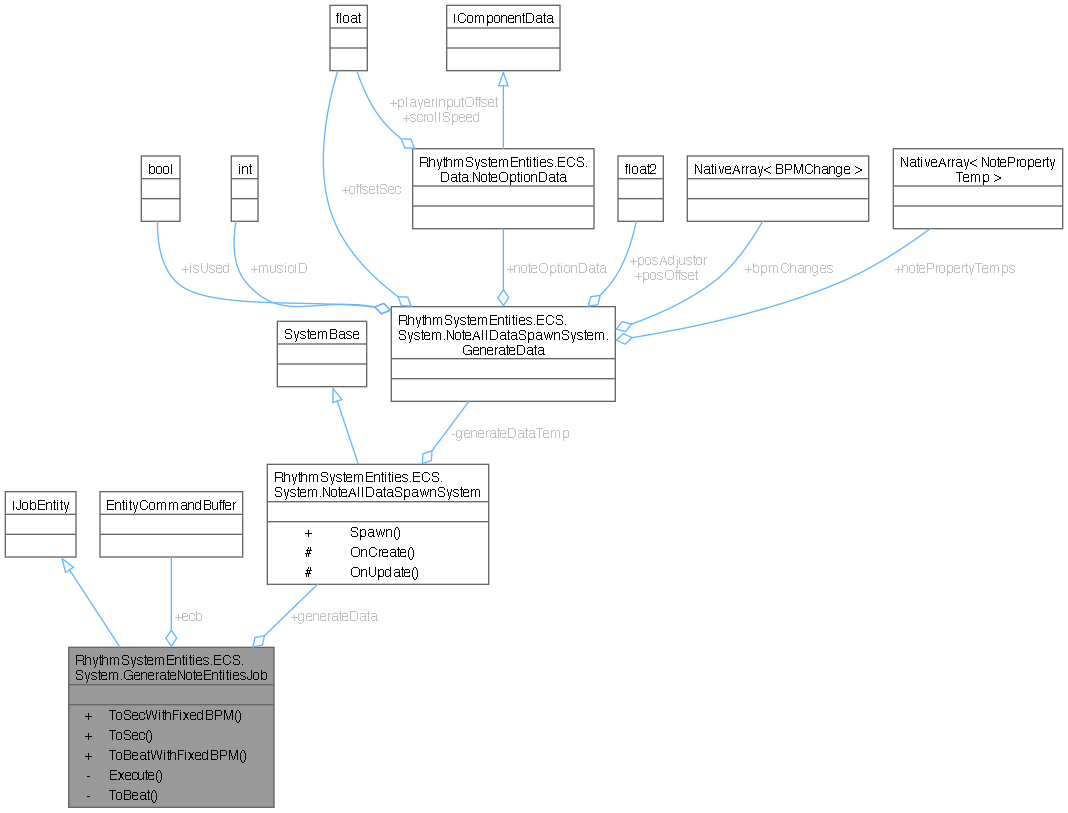 float
IComponentData
+playerInputOffset
+scrollSpeed
bool
int
RhythmSystemEntities.ECS.
Data.NoteOptionData
float2
NativeArray< BPMChange >
NativeArray< NoteProperty
Temp >
+offsetSec
+isUsed
+musicID
+noteOptionData
+posAdjustor
+posOffset
+bpmChanges
+notePropertyTemps
SystemBase
RhythmSystemEntities.ECS.
System.NoteAllDataSpawnSystem.
GenerateData
-generateDataTemp
IJobEntity
EntityCommandBuffer
RhythmSystemEntities.ECS.
System.NoteAllDataSpawnSystem
+ Spawn()
# OnCreate()
# OnUpdate()
+ecb
+generateData
RhythmSystemEntities.ECS.
System.GenerateNoteEntitiesJob
+ ToSecWithFixedBPM()
+ ToSec()
+ ToBeatWithFixedBPM()
- Execute()
- ToBeat()